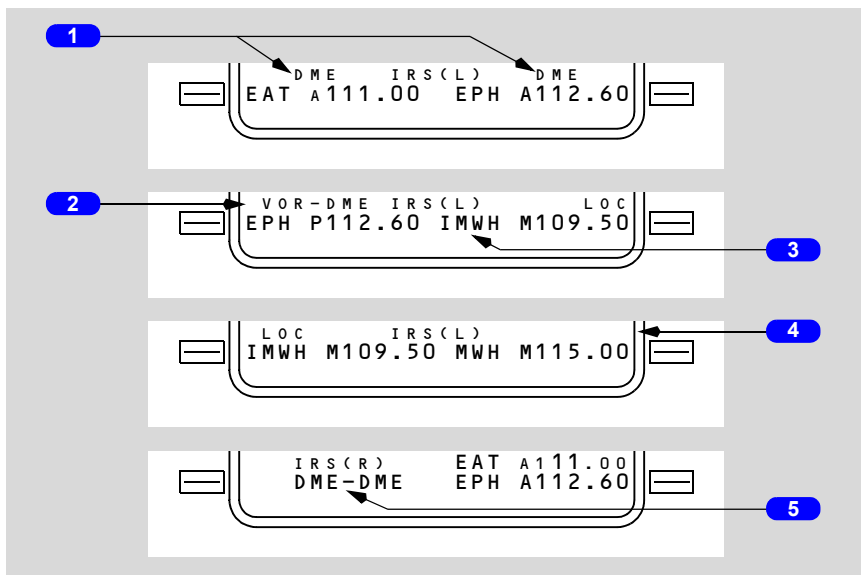 1
DME IRS(L) DME
EAT A111.00 EPH A112.60
2
VOR-DME IRS(L) LOC
EPH P112.60 IMWH M109.50
3
LOC IRS(L)
4
IMWH M109.50 MWH M115.00
IRS(R) EAT A111.00
DME-DME EPH A112.60
5